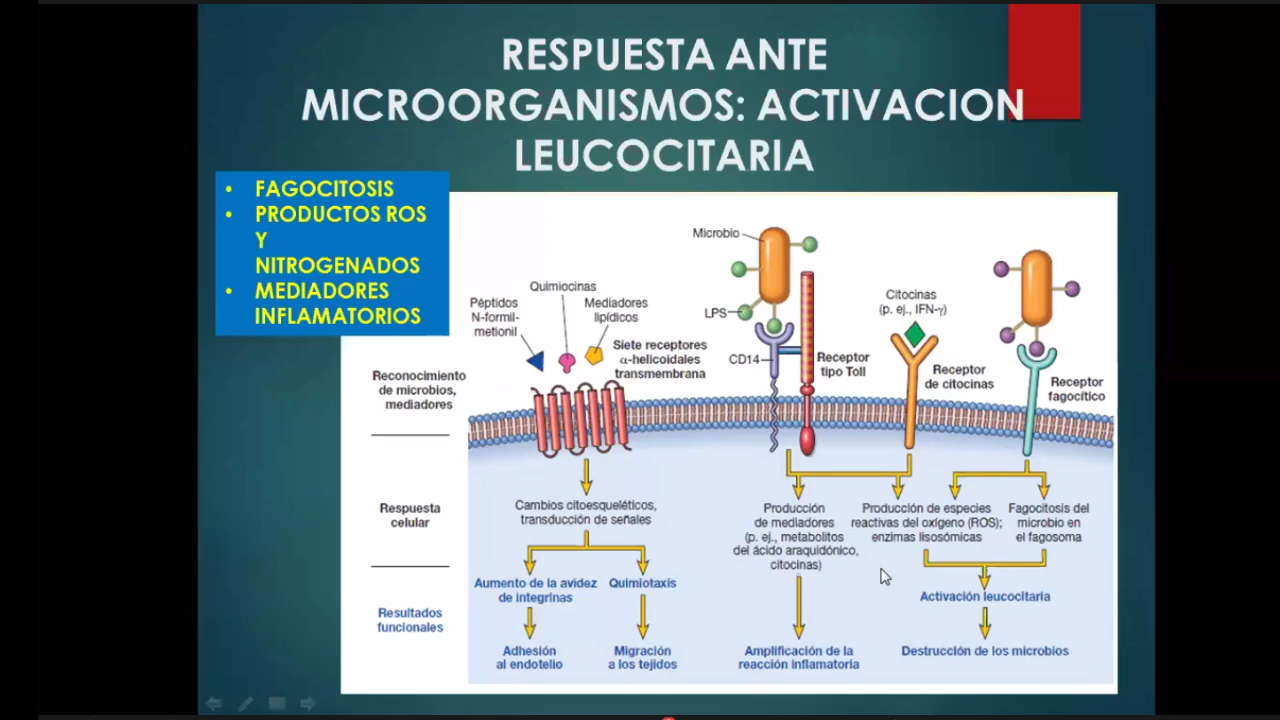 RESPUESTA ANTE
MICROORGANISMOS: ACTIVACION
LEUCOCITARIA
• FAGOCITOSIS
• PRODUCTOS ROS
Y
NITROGENADOS
• MEDIADORES
INFLAMATORIOS
Reconocimiento
de microbios,
mediadores
Péptidos
N-formil-
metionil
Quimiocinas
Mediadores
lipídicos
Siete receptores
α-helicoidales
transmembrana
Microbio
LPS
CD14
Receptor
tipo Toll
Citocinas
(p. ej., IFN-γ)
Receptor
de citocinas
Receptor
fagocítico
Respuesta
celular
Cambios citoesqueléticos,
transducción de señales
Producción
de mediadores
(p. ej., metabolitos
del ácido araquidónico,
citocinas)
Producción de especies
reactivas del oxígeno (ROS);
enzimas lisosómicas
Fagocitosis del
microbio en
el fagosoma
Resultados
funcionales
Aumento de la avidez
de integrinas
Quimiotaxis
Activación leucocitaria
Adhesión
al endotelio
Migración
a los tejidos
Amplificación de la
reacción inflamatoria
Destrucción de los microbios